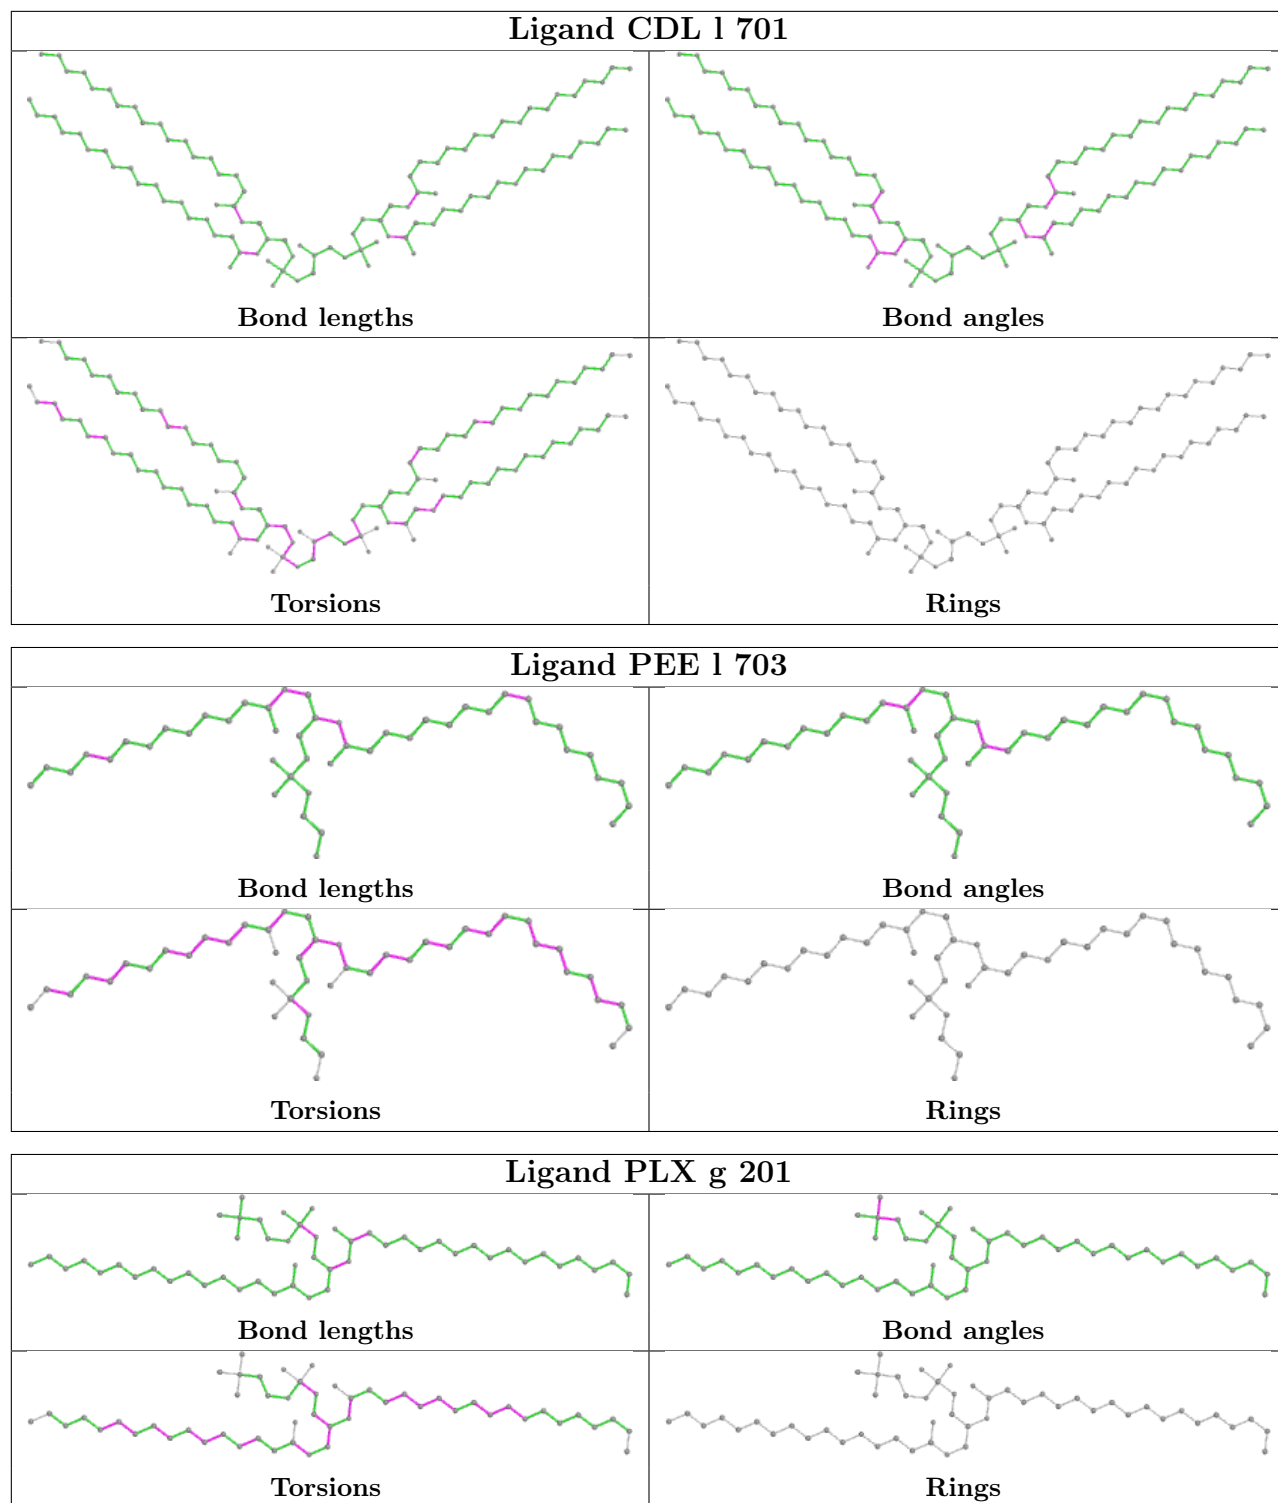 Ligand CDL l 701
Bond lengths Bond angles
Torsions Rings
Ligand PEE l 703
Bond lengths Bond angles
Torsions Rings
Ligand PLX g 201
Bond lengths Bond angles
Torsions Rings